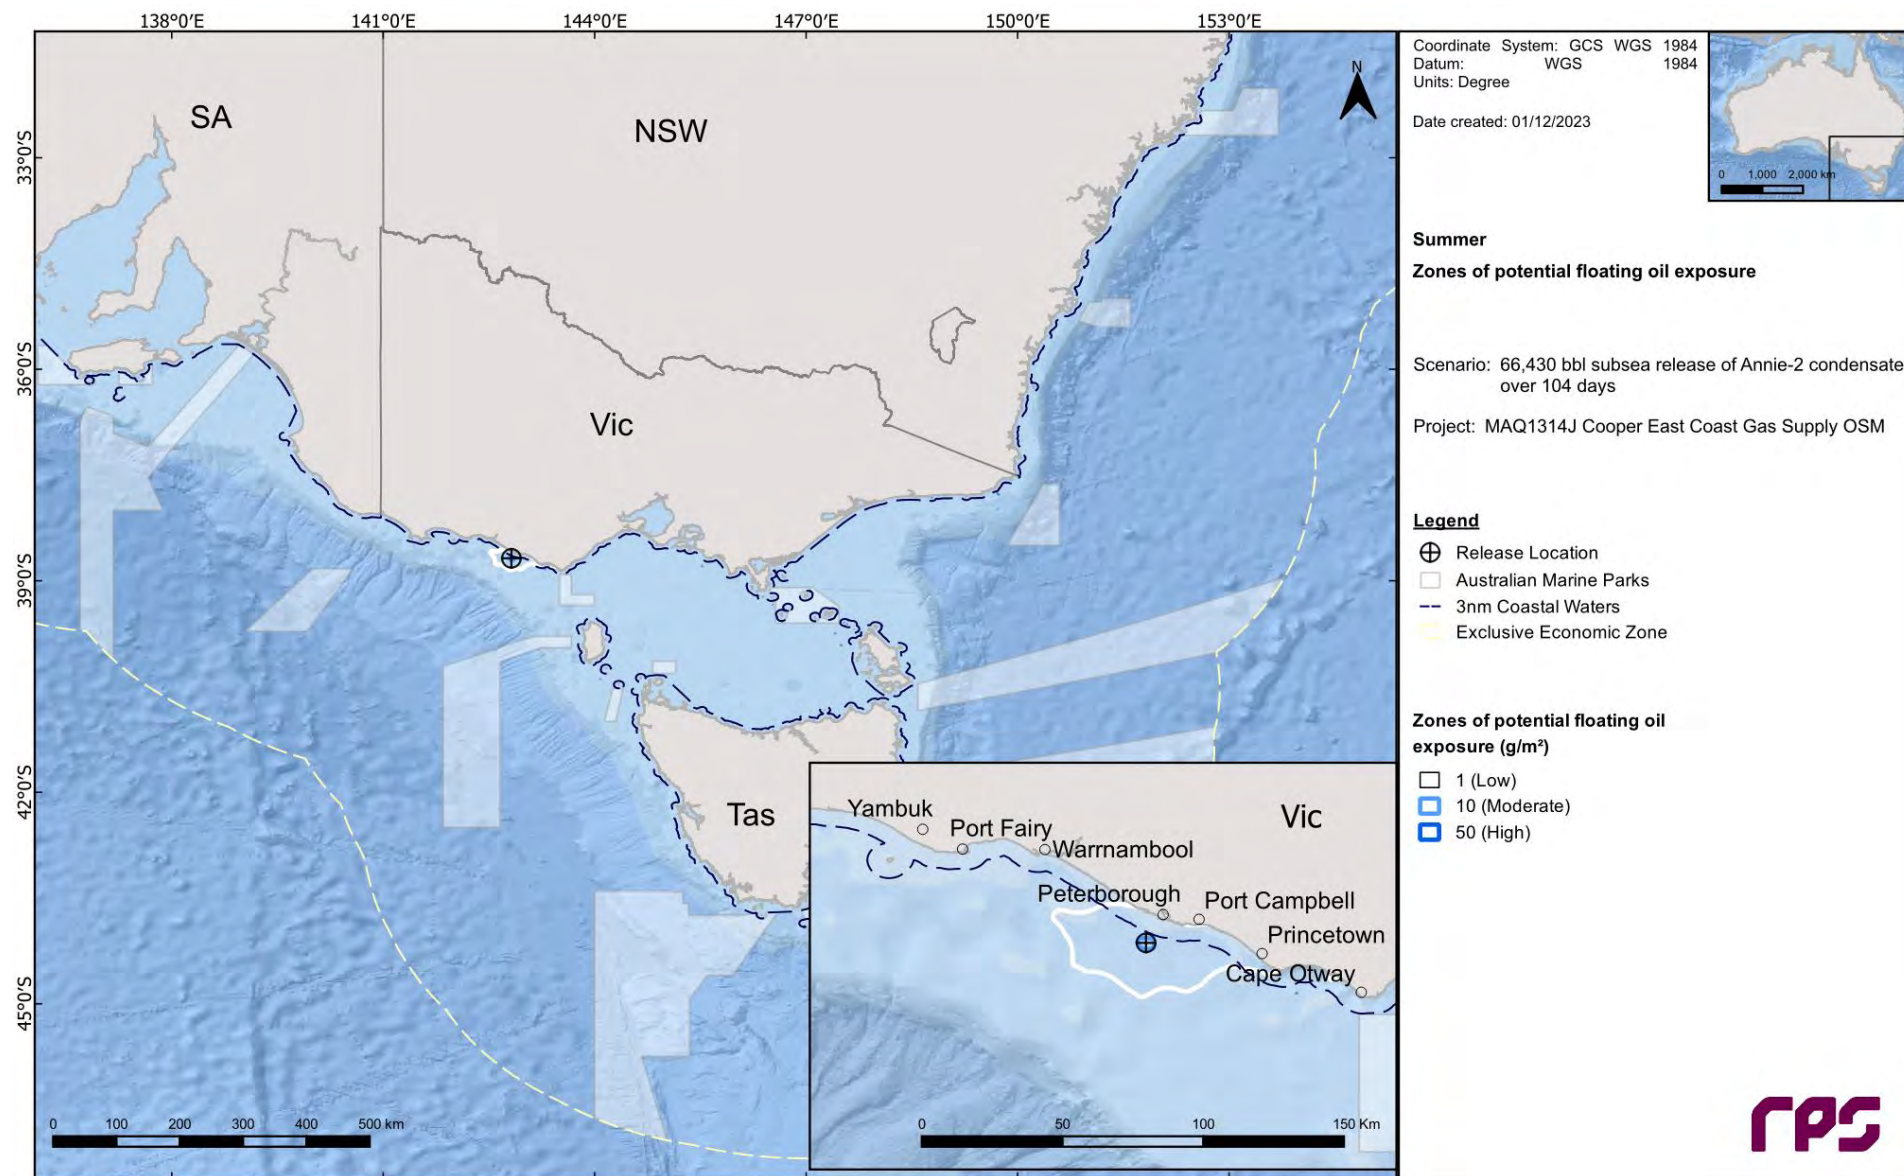 138°0'E 141°0'E 144°0'E 147°0'E 150°0'E 153°0'E
33°0'S
36°0'S
39°0'S
42°0'S
45°0'S
SA
NSW
Vic
Tas
N
0 100 200 300 400 500 km
Vic
Yambuk
Port Fairy
Warrnambool
Peterborough
Port Campbell
Princetown
Cape Otway
0 50 100 150 Km
Coordinate System: GCS WGS 1984
Datum: WGS 1984
Units: Degree
Date created: 01/12/2023
0 1,000 2,000 km
Summer
Zones of potential floating oil exposure
Scenario: 66,430 bbl subsea release of Annie-2 condensate
over 104 days
Project: MAQ1314J Cooper East Coast Gas Supply OSM
Legend
Release Location
Australian Marine Parks
3nm Coastal Waters
Exclusive Economic Zone
Zones of potential floating oil
exposure (g/m²)
1 (Low)
10 (Moderate)
50 (High)
rps